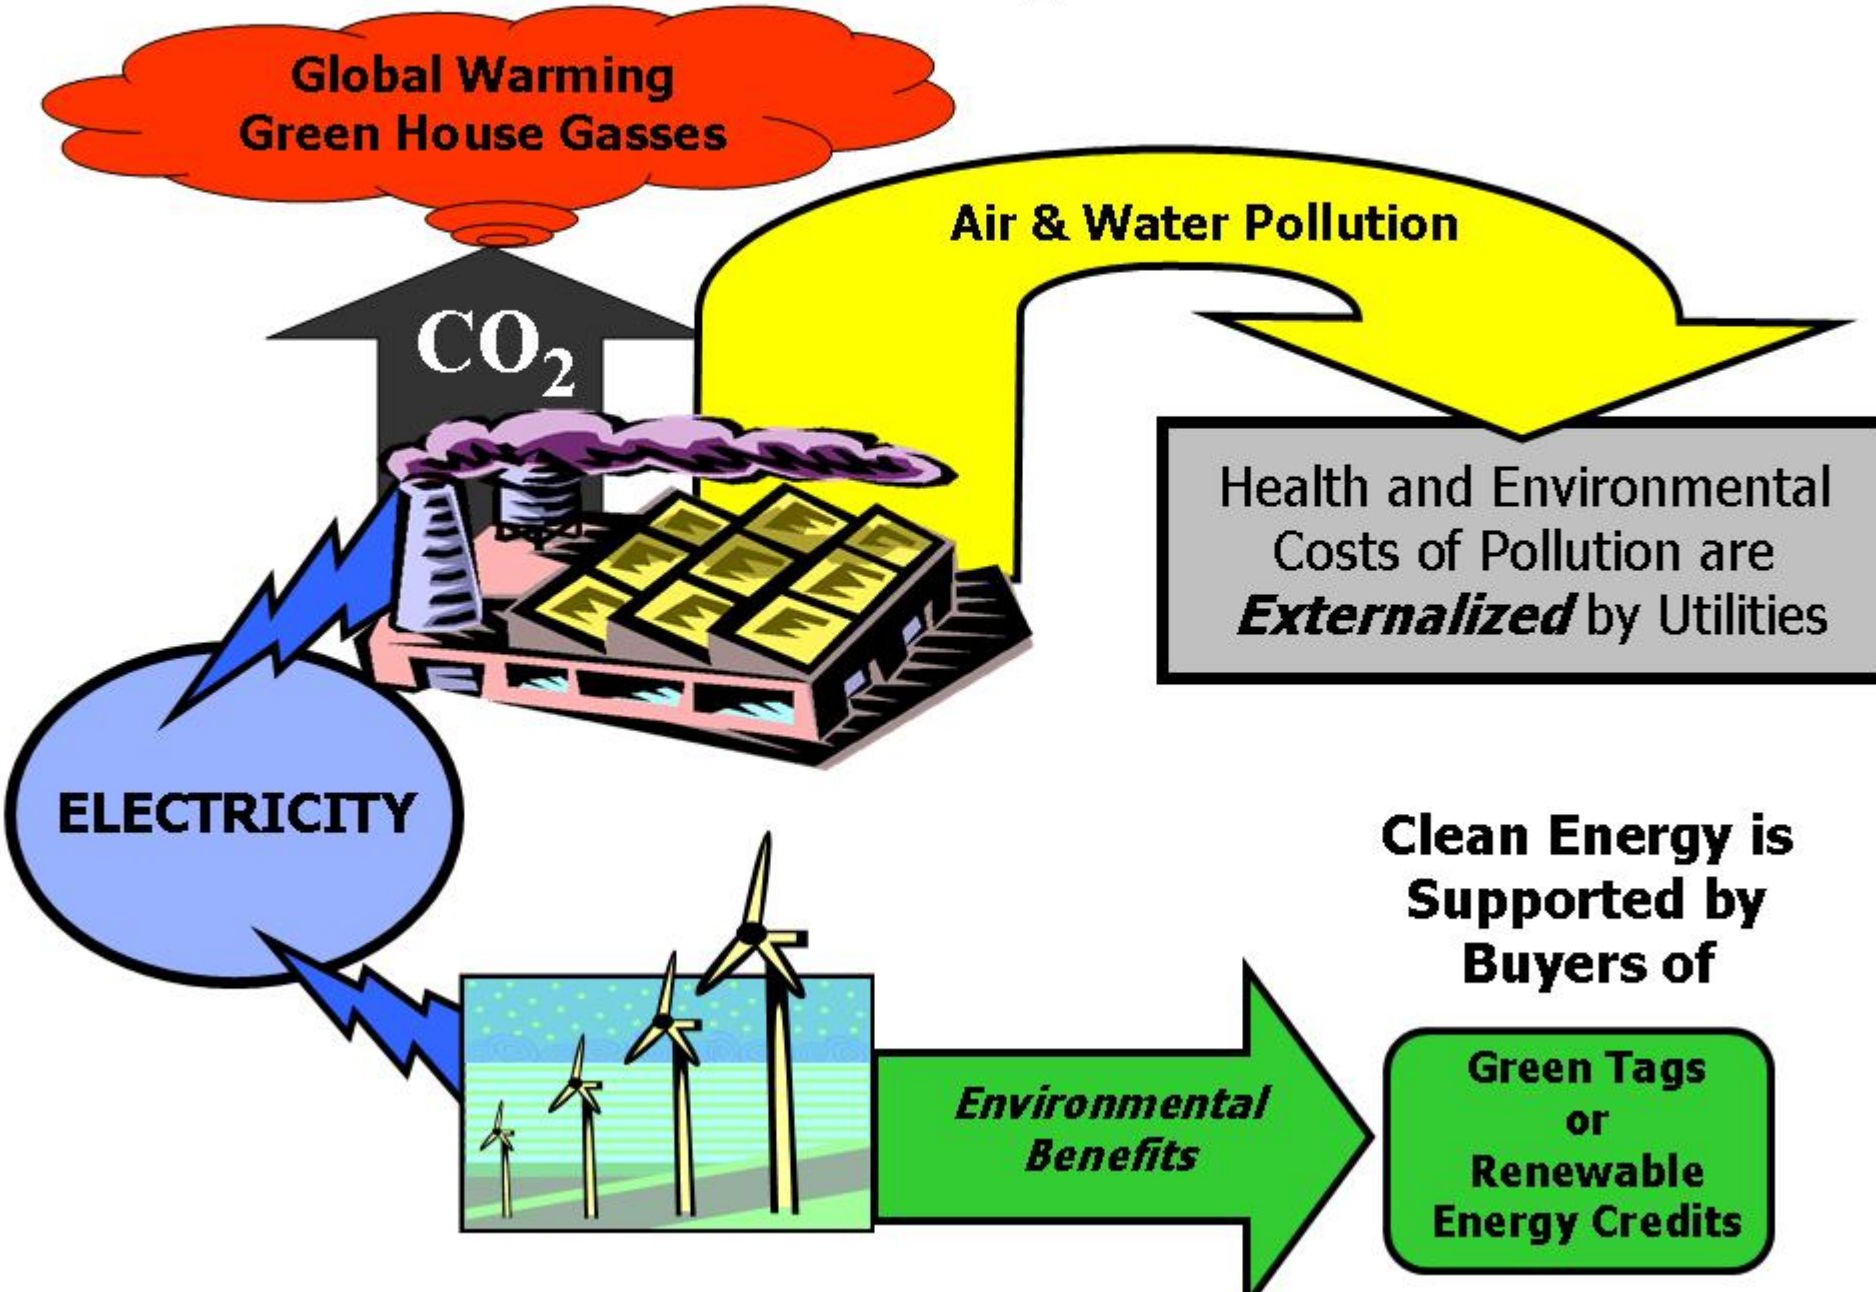 Global Warming
Green House Gasses
Air & Water Pollution
CO₂
Health and Environmental
Costs of Pollution are
Externalized by Utilities
ELECTRICITY
Clean Energy is
Supported by
Buyers of
Environmental
Benefits
Green Tags
or
Renewable
Energy Credits